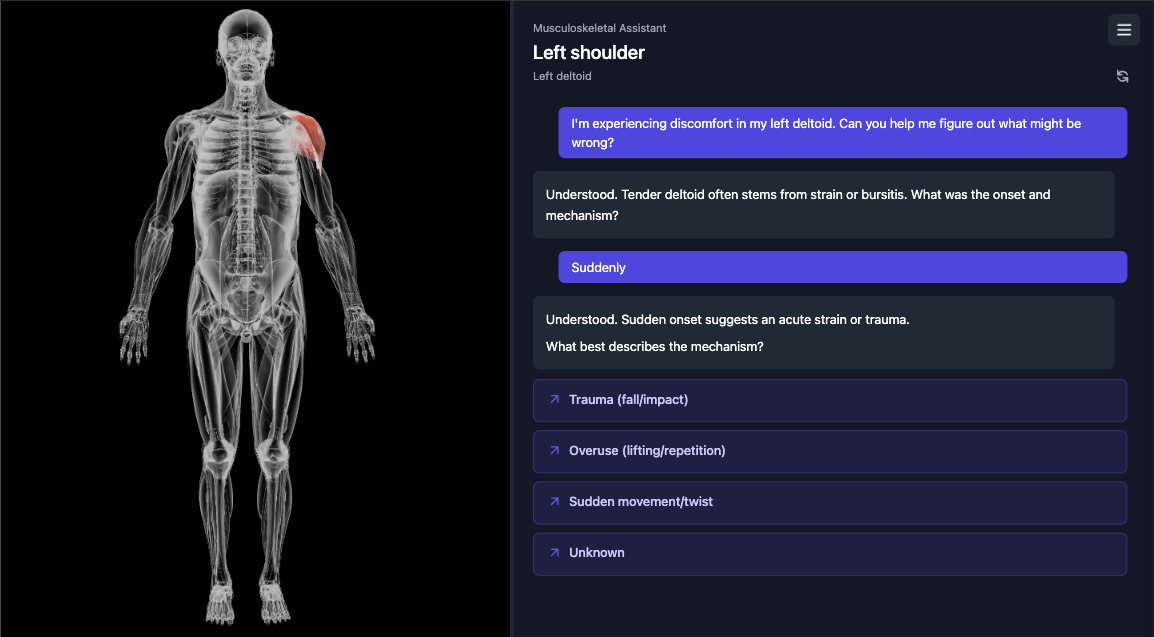 Musculoskeletal Assistant
Left shoulder
Left deltoid
I'm experiencing discomfort in my left deltoid. Can you help me figure out what might be
wrong?
Understood. Tender deltoid often stems from strain or bursitis. What was the onset and
mechanism?
Suddenly
Understood. Sudden onset suggests an acute strain or trauma.
What best describes the mechanism?
Trauma (fall/impact)
Overuse (lifting/repetition)
Sudden movement/twist
Unknown